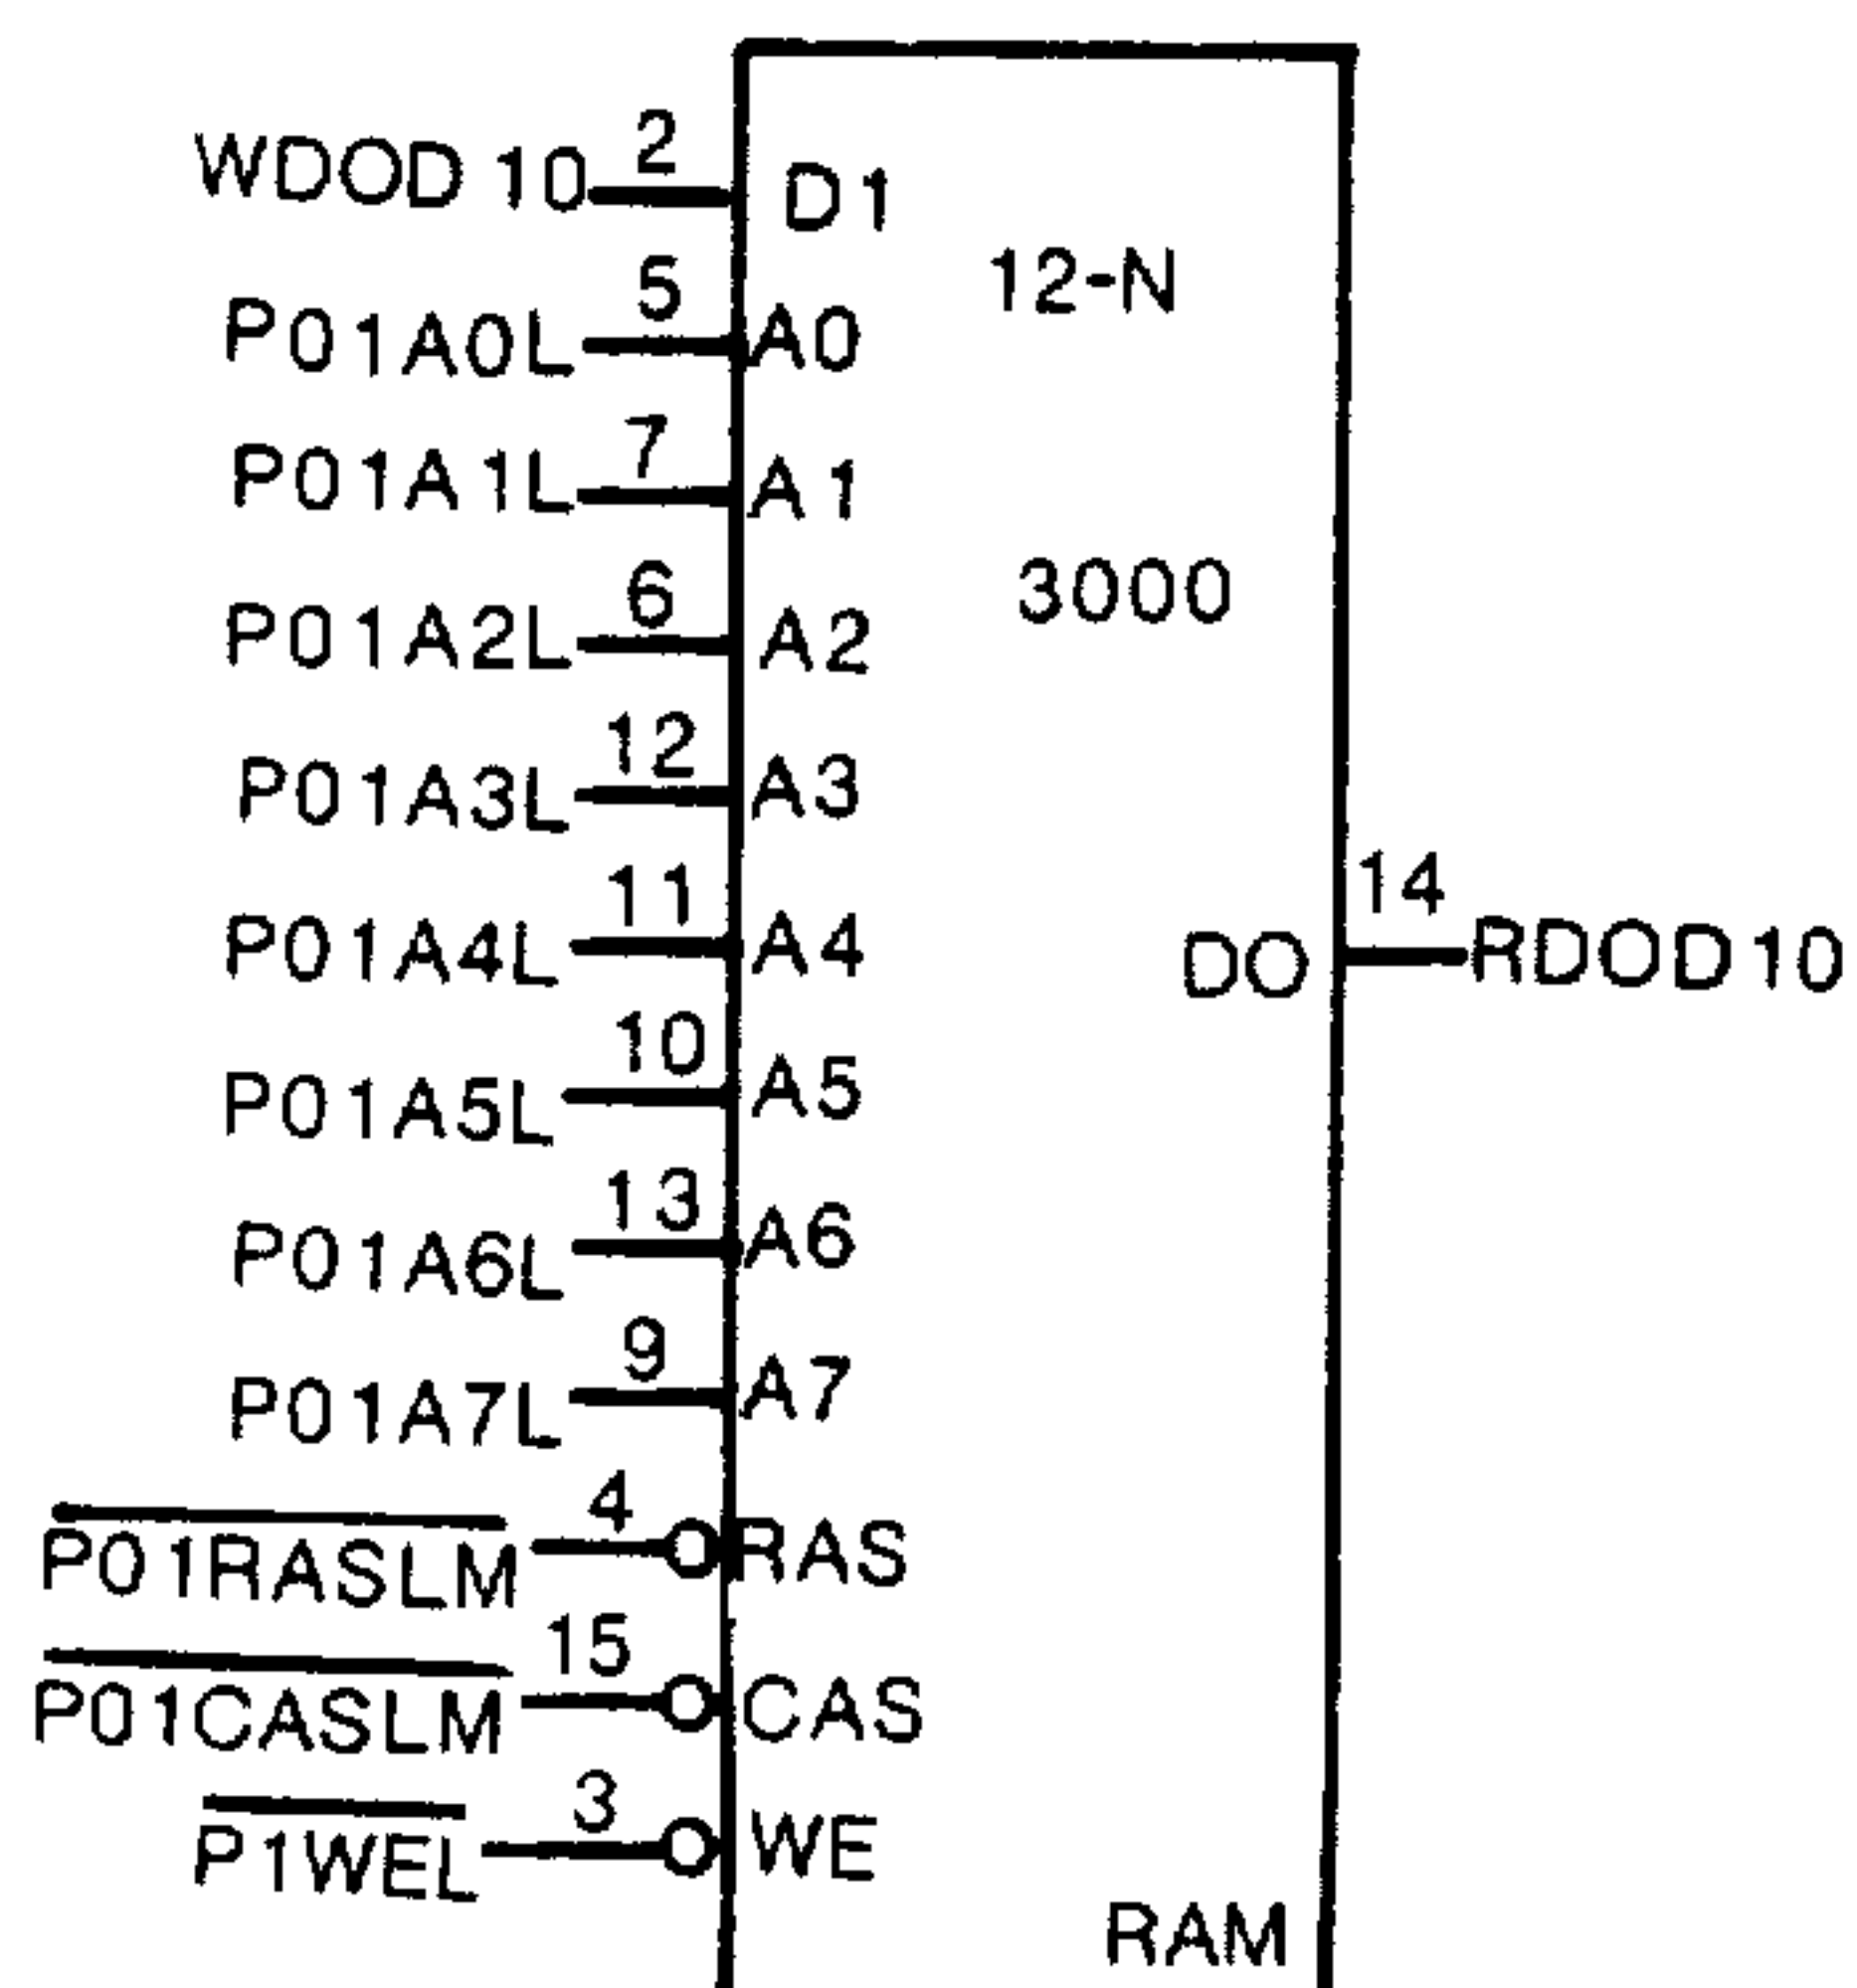 2
WDOD 10 D1
12-N
5
P01A0L A0
7
P01A1L A1
3000
6
P01A2L A2
12
P01A3L A3
11 14
P01A4L A4 DO RDOD10
10
P01A5L A5
13
P01A6L A6
9
P01A7L A7
4
P01RASLM RAS
15
P01CASLM CAS
3
P1WEL WE
RAM